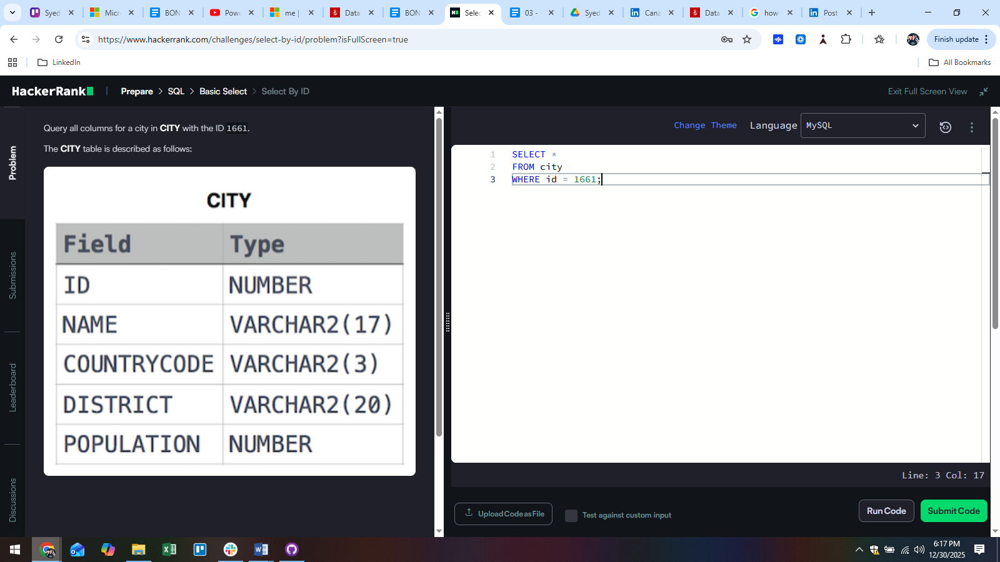 Syed
Micr
BON
Powe
me |
Data
BON
Selec
03 -
Syed
Cana
Data
how
Post
https://www.hackerrank.com/challenges/select-by-id/problem?isFullScreen=true
Finish update
LinkedIn
All Bookmarks
HackerRank
Prepare > SQL > Basic Select > Select By ID
Exit Full Screen View
Problem
Submissions
Leaderboard
Discussions
Query all columns for a city in CITY with the ID 1661.
The CITY table is described as follows:
CITY
Field Type
ID NUMBER
NAME VARCHAR2(17)
COUNTRYCODE VARCHAR2(3)
DISTRICT VARCHAR2(20)
POPULATION NUMBER
Change Theme Language MySQL
1 SELECT *
2 FROM city
3 WHERE id = 1661;
Line: 3 Col: 17
Upload Code as File
Test against custom input
Run Code
Submit Code
6:17 PM
12/30/2025